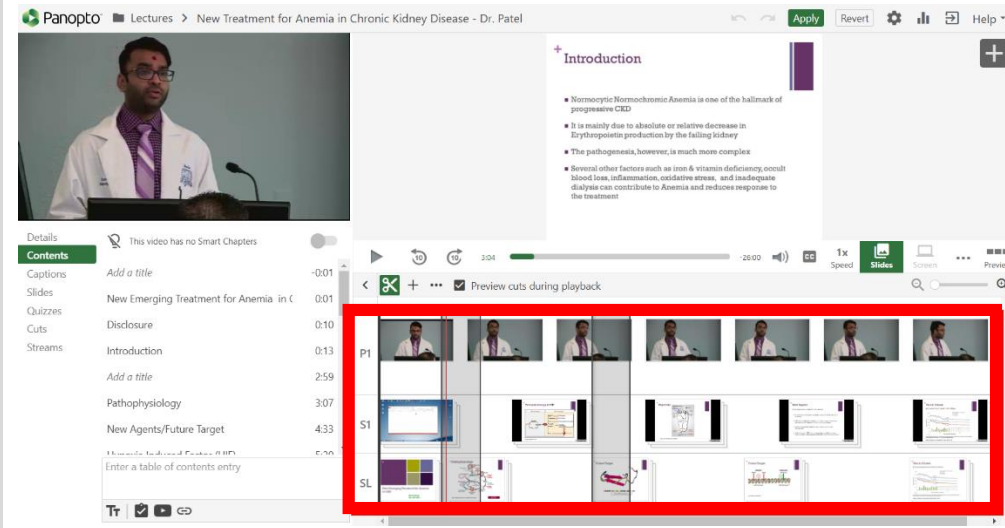 Panopto Lectures > New Treatment for Anemia in Chronic Kidney Disease - Dr. Patel
Apply Revert Help
Introduction
Normocytic Normochromic Anemia is one of the hallmark of
progressive CKD
It is mainly due to absolute or relative decrease in
Erythropoietin production by the failing kidney
The pathogenesis, however, is much more complex
Several other factors such as iron & vitamin deficiency, occult
blood loss, inflammation, oxidative stress, and inadequate
dialysis can contribute to Anemia and reduces response to
the treatment
Details
Contents
Captions
Slides
Quizzes
Cuts
Streams
This video has no Smart Chapters
Add a title -0:01
New Emerging Treatment for Anemia in 0:01
Disclosure 0:10
Introduction 0:13
Add a title 2:59
Pathophysiology 3:07
New Agents/Future Target 4:33
Enter a table of contents entry
10 10 3:04 -26:00 CC 1x
Speed Slides Screen Previe
Preview cuts during playback
P1
S1
SL